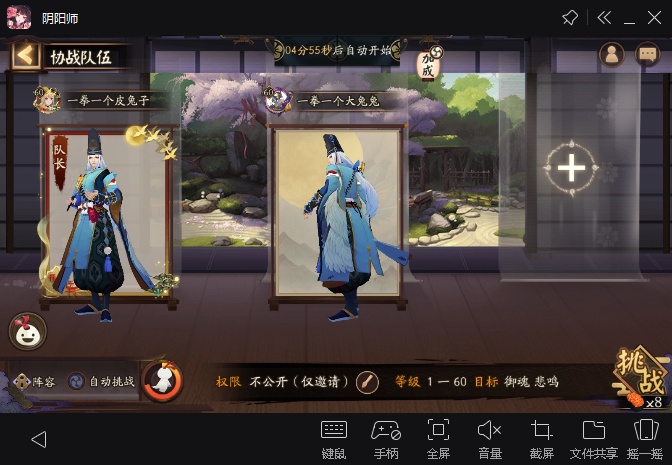 阴阳师
协战队伍
04分55秒后自动开始
加成
60 一拳一个皮兔子
60 一拳一个大兔兔
队长
阵容 自动挑战
权限 不公开（仅邀请） 等级 1 一 60 目标 御魂 悲鸣
挑战
x8
键鼠 手柄 全屏 音量 截屏 文件共享 摇一摇